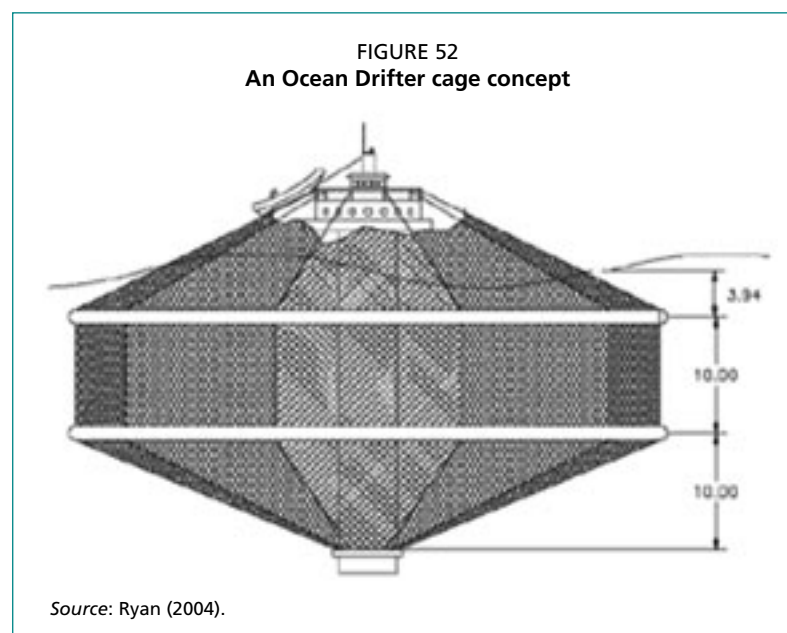 FIGURE 52
An Ocean Drifter cage concept
3.94
10.00
10.00
Source: Ryan (2004).